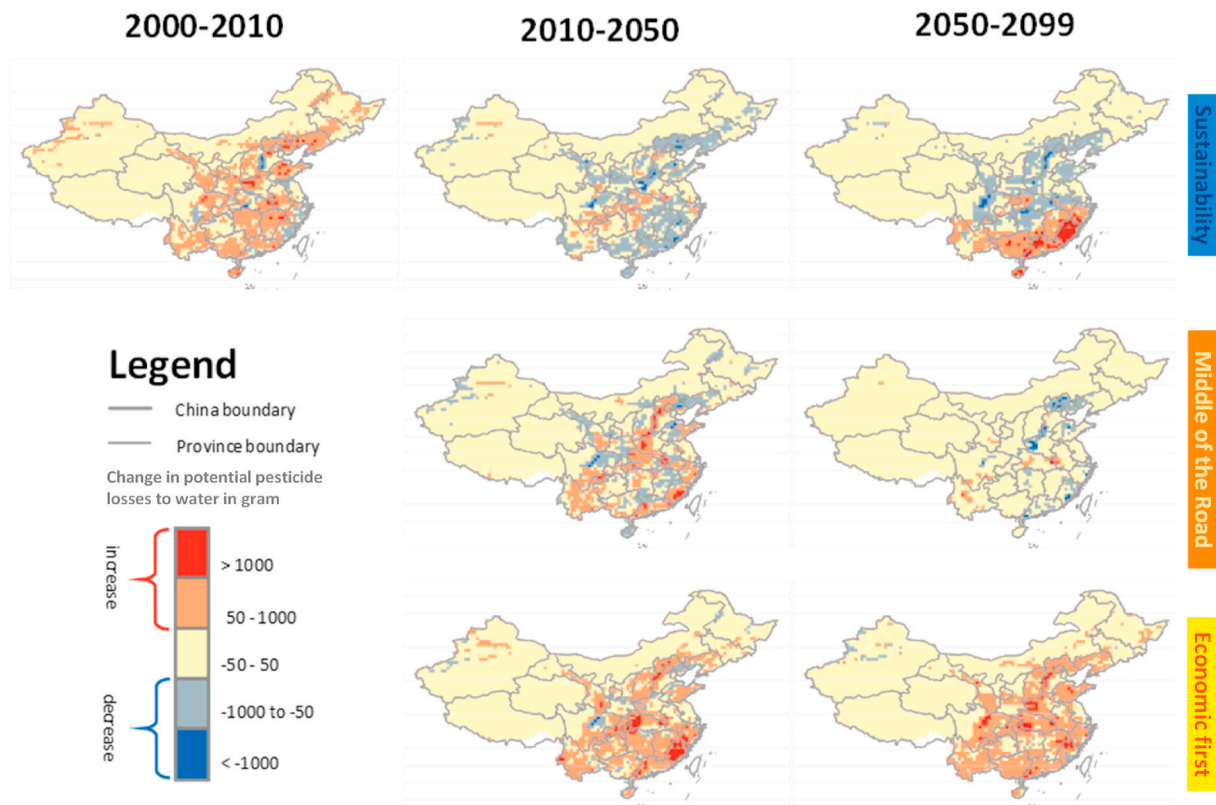 2000-2010
2010-2050
2050-2099
Sustainability
Legend
China boundary
Province boundary
Change in potential pesticide
losses to water in gram
increase
> 1000
50 - 1000
-50 - 50
decrease
-1000 to -50
< -1000
Middle of the Road
Economic first